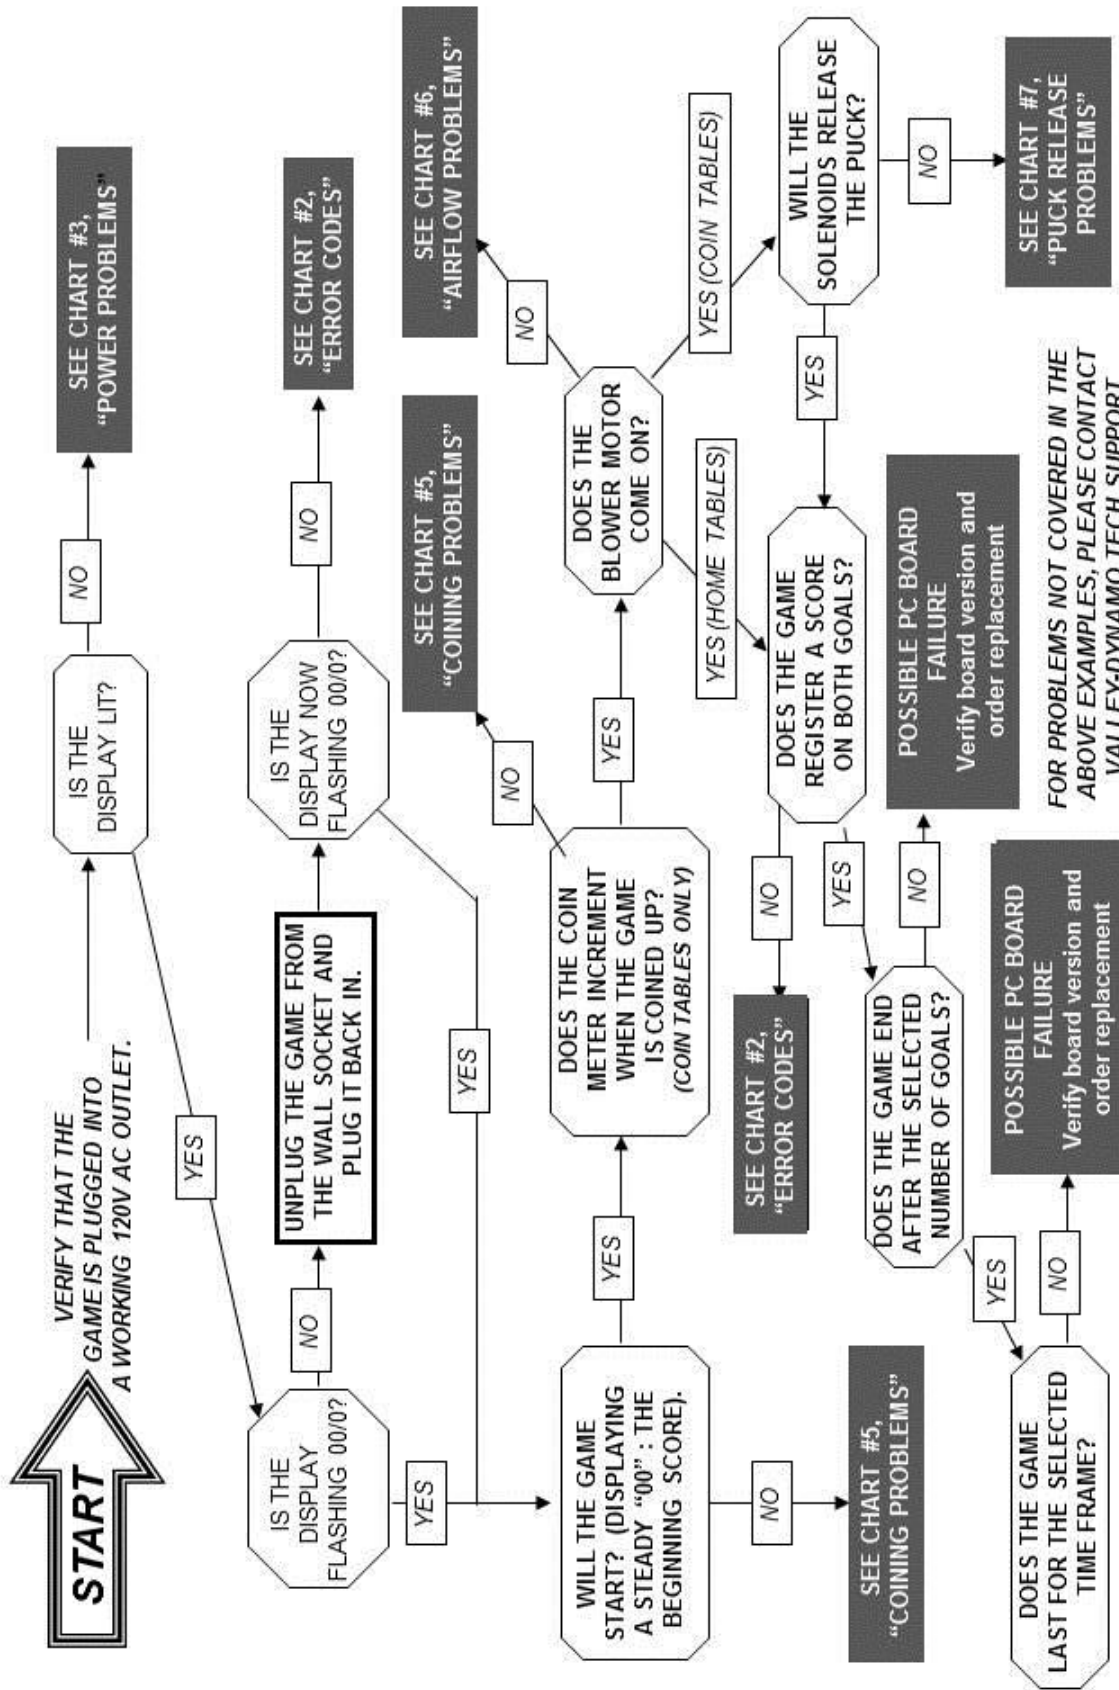 START
VERIFY THAT THE
GAME IS PLUGGED INTO
A WORKING 120V AC OUTLET.
IS THE
DISPLAY LIT?
NO
SEE CHART #3,
“POWER PROBLEMS”
YES
IS THE
DISPLAY
FLASHING 00/0?
NO
UNPLUG THE GAME FROM
THE WALL SOCKET AND
PLUG IT BACK IN.
IS THE
DISPLAY NOW
FLASHING 00/0?
NO
SEE CHART #2,
“ERROR CODES”
YES
YES
WILL THE GAME
START? (DISPLAYING
A STEADY “00” : THE
BEGINNING SCORE).
YES
DOES THE COIN
METER INCREMENT
WHEN THE GAME
IS COINED UP?
(COIN TABLES ONLY)
NO
SEE CHART #5,
“COINING PROBLEMS”
YES
DOES THE
BLOWER MOTOR
COME ON?
NO
SEE CHART #6,
“AIRFLOW PROBLEMS”
YES (HOME TABLES)
YES (COIN TABLES)
NO
SEE CHART #5,
“COINING PROBLEMS”
SEE CHART #2,
“ERROR CODES”
NO
DOES THE GAME
REGISTER A SCORE
ON BOTH GOALS?
YES
WILL THE
SOLENOIDS RELEASE
THE PUCK?
NO
SEE CHART #7,
“PUCK RELEASE
PROBLEMS”
YES
DOES THE GAME END
AFTER THE SELECTED
NUMBER OF GOALS?
NO
POSSIBLE PC BOARD
FAILURE
Verify board version and
order replacement
YES
DOES THE GAME
LAST FOR THE SELECTED
TIME FRAME?
NO
POSSIBLE PC BOARD
FAILURE
Verify board version and
order replacement
FOR PROBLEMS NOT COVERED IN THE
ABOVE EXAMPLES, PLEASE CONTACT
VALLEY-DYNAMO TECH. SUPPORT